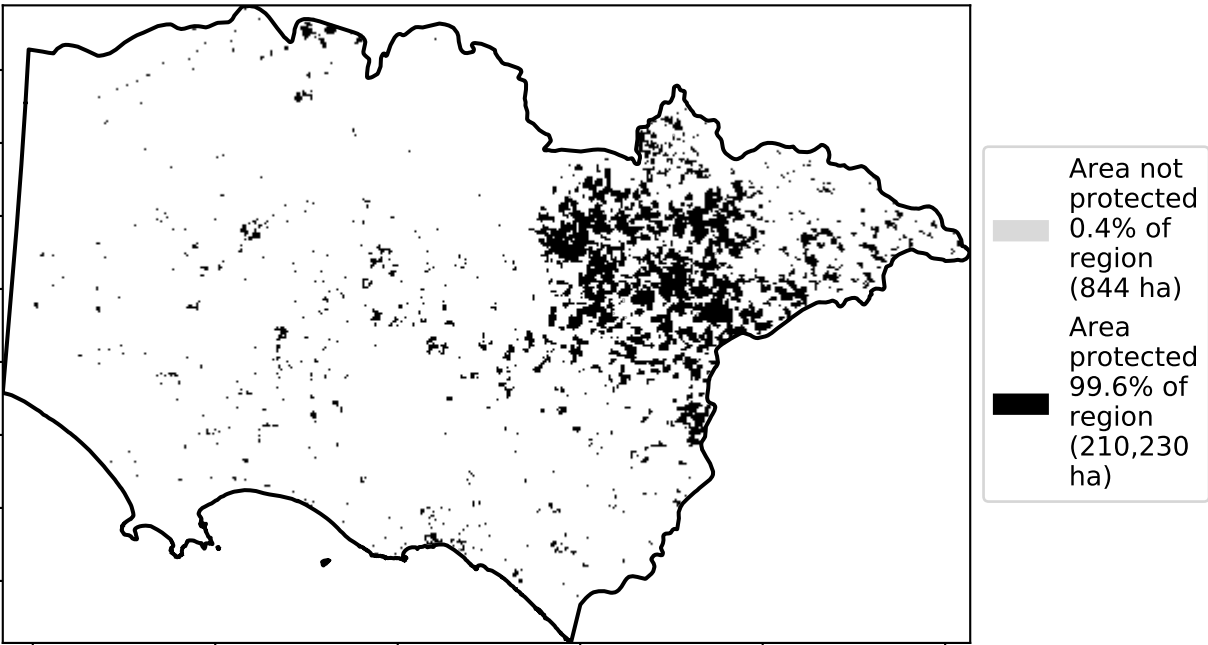 Area not
protected
0.4% of
region
(844 ha)
Area
protected
99.6% of
region
(210,230
ha)